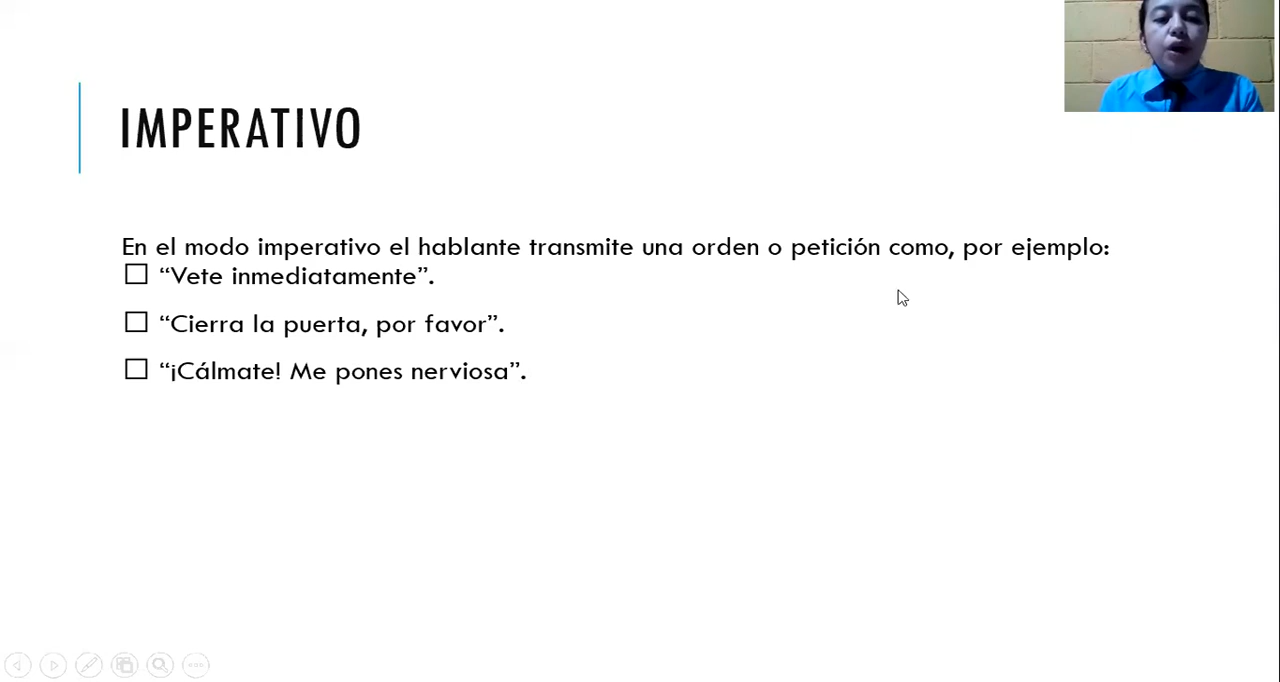 IMPERATIVO
En el modo imperativo el hablante transmite una orden o petición como, por ejemplo:
“Vete inmediatamente”.
“Cierra la puerta, por favor”.
“¡Cálmate! Me pones nerviosa”.